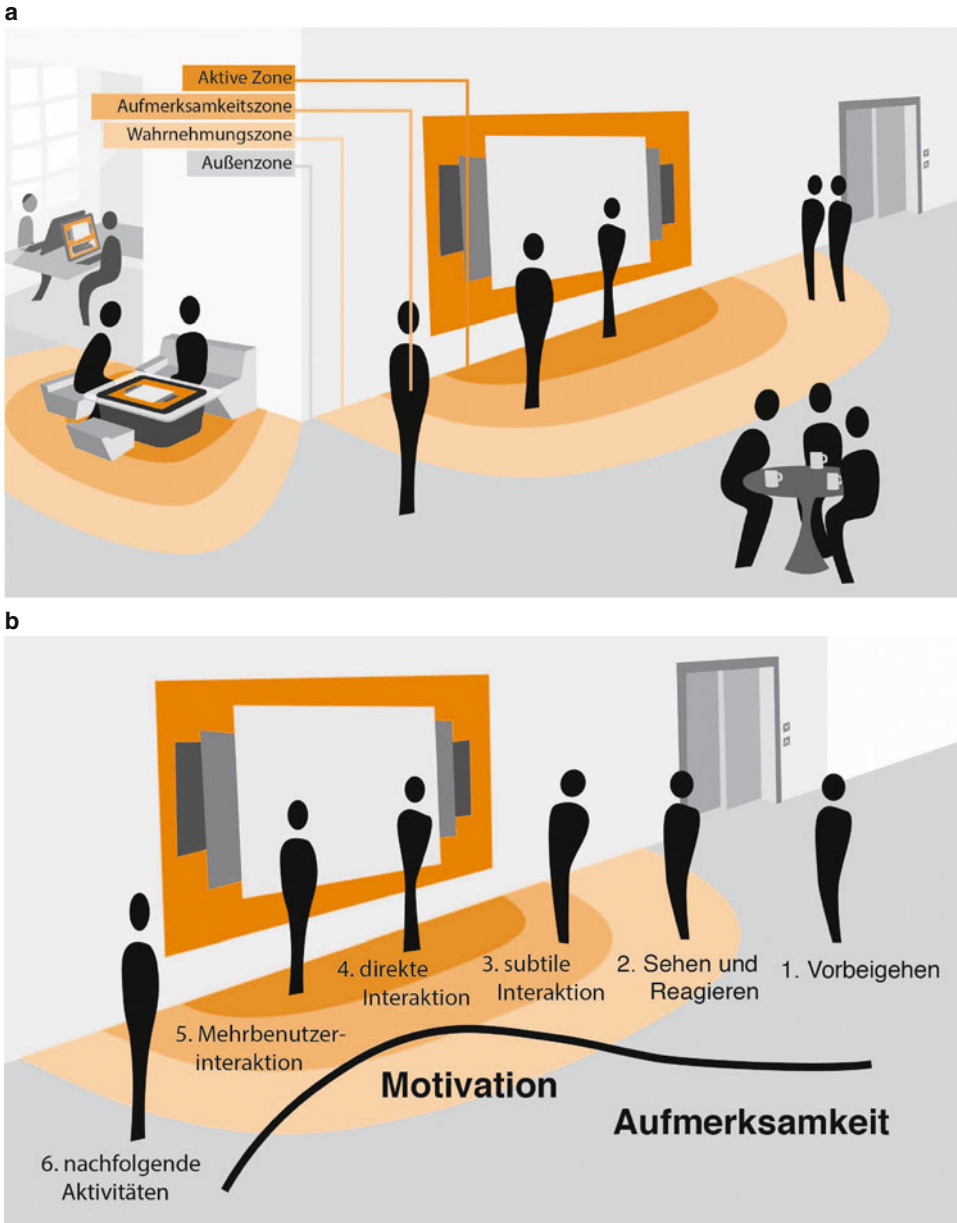 a
Aktive Zone
Aufmerksamkeitszone
Wahrnehmungszone
Außenzone
b
4. direkte
Interaktion
3. subtile
Interaktion
2. Sehen und
Reagieren
1. Vorbeigehen
5. Mehrbenutzer-
interaktion
Motivation
Aufmerksamkeit
6. nachfolgende
Aktivitäten